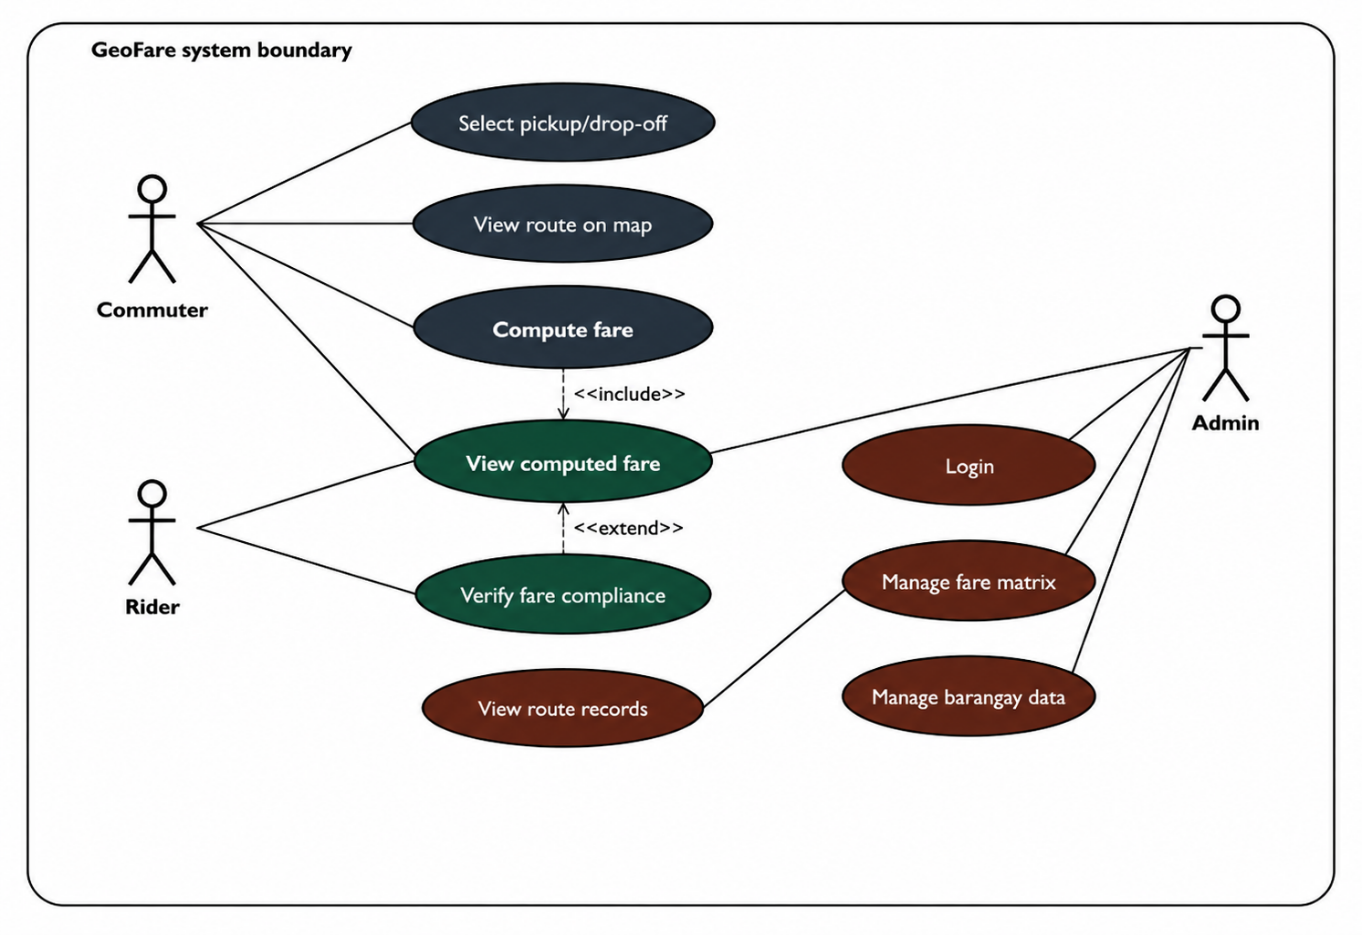 GeoFare system boundary
Select pickup/drop-off
View route on map
Commuter
Compute fare
<<include>>
Admin
View computed fare
Login
Rider
<<extend>>
Verify fare compliance
Manage fare matrix
View route records
Manage barangay data